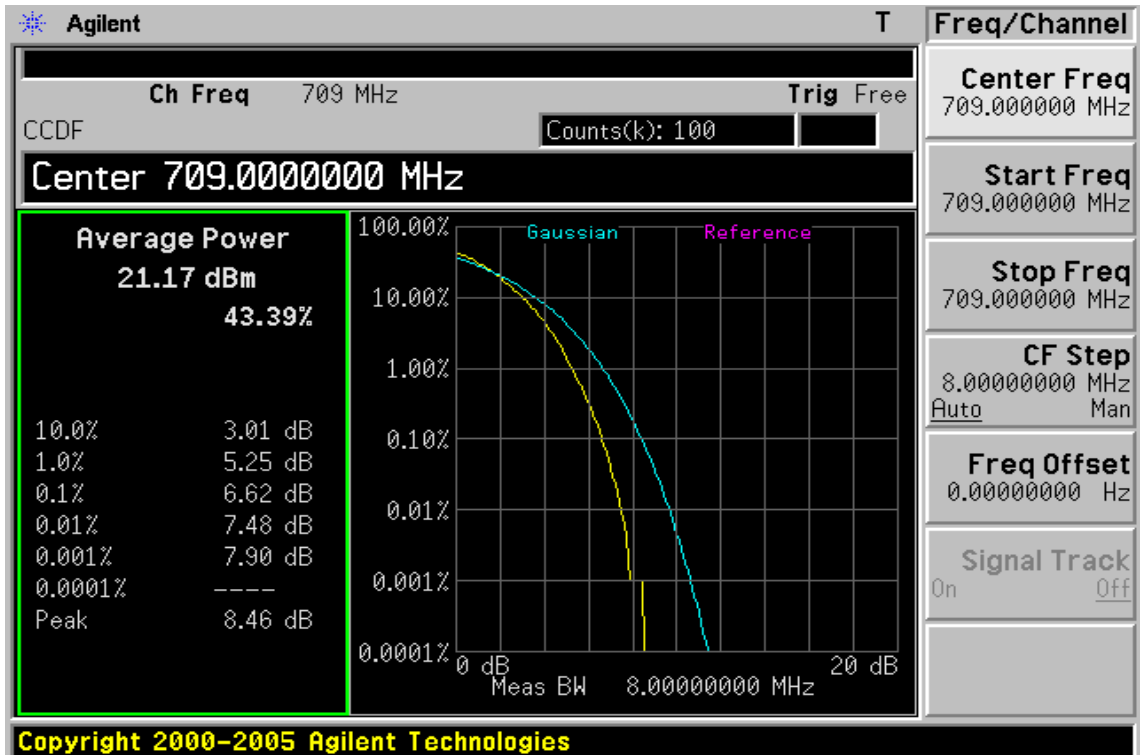 Agilent
T
Freq/Channel
Ch Freq 709 MHz
Trig Free
CCDF
Counts(k): 100
Center 709.0000000 MHz
Average Power
21.17 dBm
43.39%
10.0% 3.01 dB
1.0% 5.25 dB
0.1% 6.62 dB
0.01% 7.48 dB
0.001% 7.90 dB
0.0001% ----
Peak 8.46 dB
Gaussian
Reference
100.00%
10.00%
1.00%
0.10%
0.01%
0.001%
0.0001%
0 dB
20 dB
Meas BW 8.00000000 MHz
Center Freq
709.000000 MHz
Start Freq
709.000000 MHz
Stop Freq
709.000000 MHz
CF Step
8.00000000 MHz
Auto Man
Freq Offset
0.00000000 Hz
Signal Track
On Off
Copyright 2000-2005 Agilent Technologies